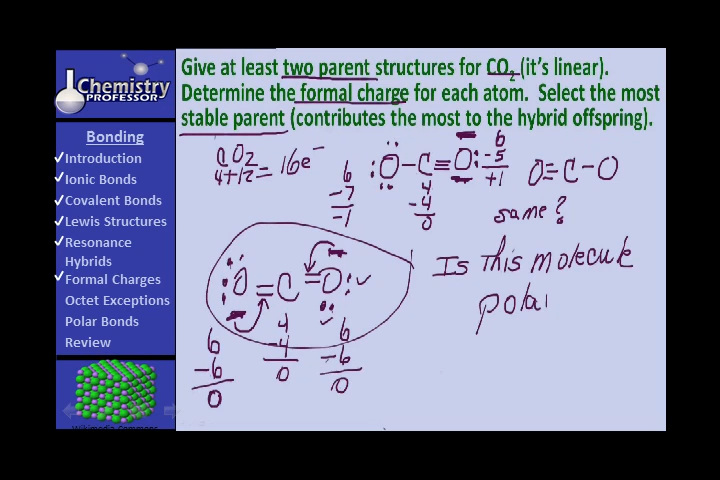 Give at least two parent structures for CO2 (it's linear).
Determine the formal charge for each atom. Select the most
stable parent (contributes the most to the hybrid offspring).
Chemistry
PROFESSOR
Bonding
✓Introduction
✓Ionic Bonds
✓Covalent Bonds
✓Lewis Structures
✓Resonance
Hybrids
✓Formal Charges
Octet Exceptions
Polar Bonds
Review
Wikimedia Commons
CO2
4+12 = 16e-
:O-C≡O:
6
-7
-1
4
-4
0
6
-5
+1
O≡C-O
same?
:O=C=O:
6
-6
0
4
-4
0
6
-6
0
Is this molecule
polar